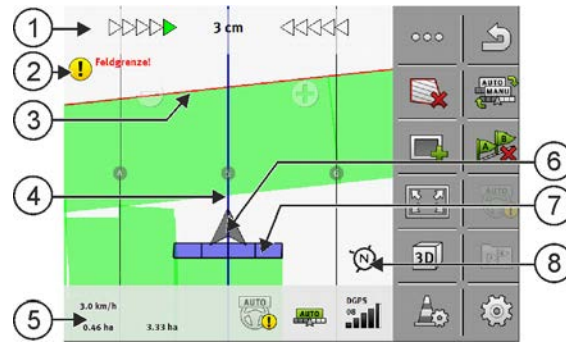 1
3 cm
2
Feldgrenze!
3
4
5
6
7
8
N
A
B
AUTO
MANU
A
B
AUTO
3D
3.0 km/h
0.46 ha
3.33 ha
AUTO
AUTO
DGPS
08